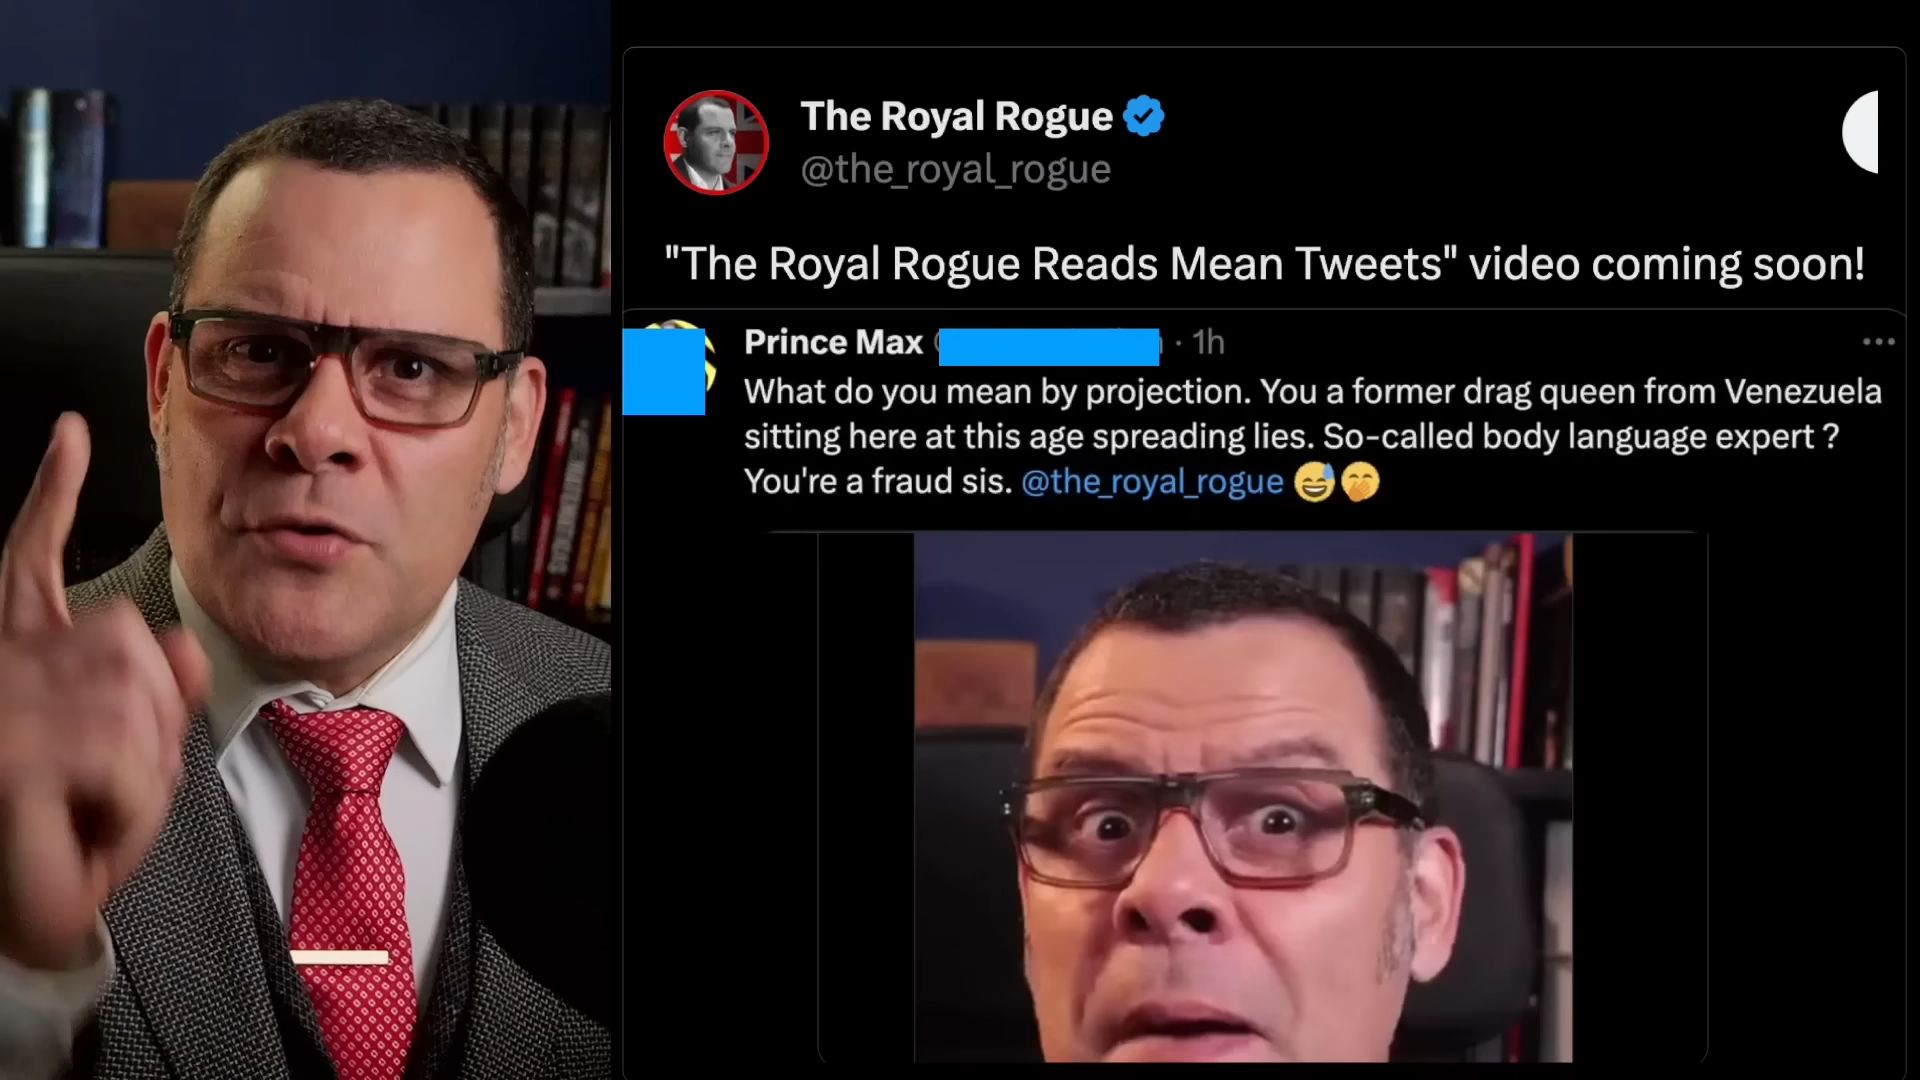 The Royal Rogue
@the_royal_rogue
"The Royal Rogue Reads Mean Tweets" video coming soon!
Prince Max · 1h
What do you mean by projection. You a former drag queen from Venezuela
sitting here at this age spreading lies. So-called body language expert ?
You're a fraud sis. @the_royal_rogue 😅🤭